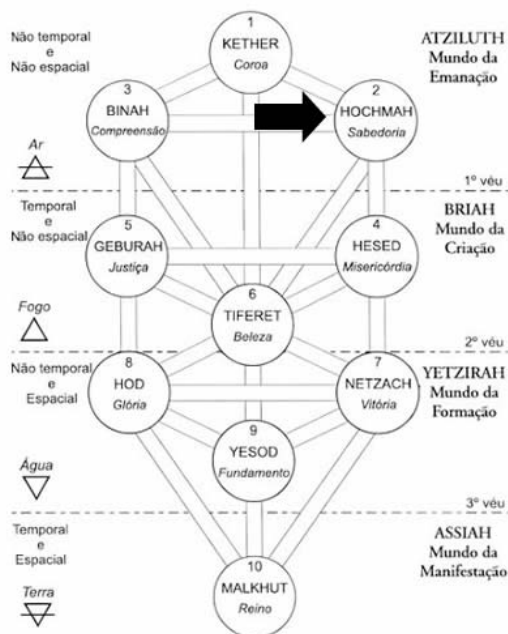 Não temporal
e
Não espacial
1
KETHER
Coroa
ATZILUTH
Mundo da
Emanação
3
BINAH
Compreensão
2
HOCHMAH
Sabedoria
Ar
1º véu
Temporal
e
Não espacial
5
GEBURAH
Justiça
4
HESED
Misericórdia
BRIAH
Mundo da
Criação
6
TIFERET
Beleza
Fogo
2º véu
Não temporal
e
Espacial
8
HOD
Glória
7
NETZACH
Vitória
YETZIRAH
Mundo da
Formação
9
YESOD
Fundamento
Água
3º véu
Temporal
e
Espacial
10
MALKHUT
Reino
ASSIAH
Mundo da
Manifestação
Terra